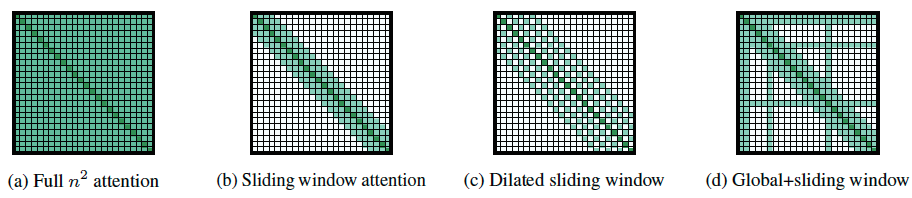 (a) Full n² attention
(b) Sliding window attention
(c) Dilated sliding window
(d) Global+sliding window